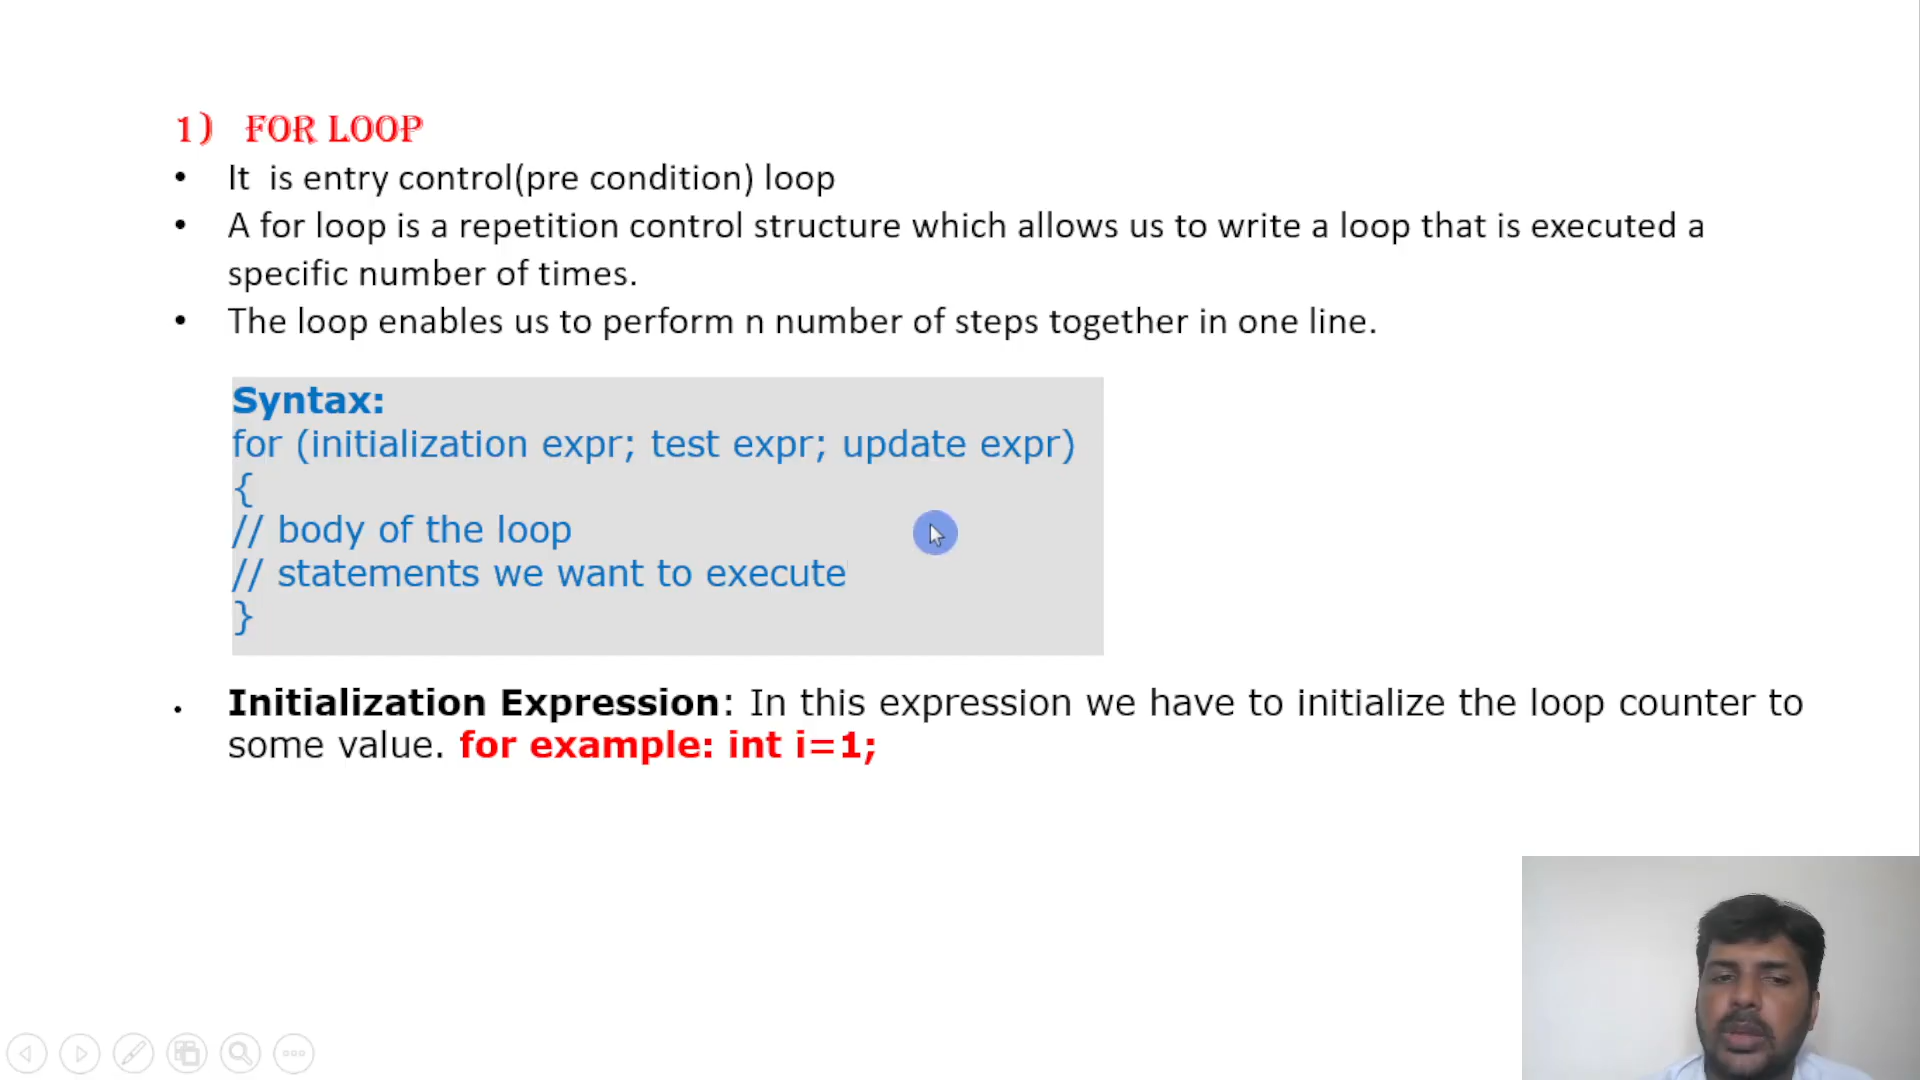 1) FOR LOOP
• It is entry control(pre condition) loop
• A for loop is a repetition control structure which allows us to write a loop that is executed a
specific number of times.
• The loop enables us to perform n number of steps together in one line.
Syntax:
for (initialization expr; test expr; update expr)
{
// body of the loop
// statements we want to execute
}
• Initialization Expression: In this expression we have to initialize the loop counter to
some value. for example: int i=1;